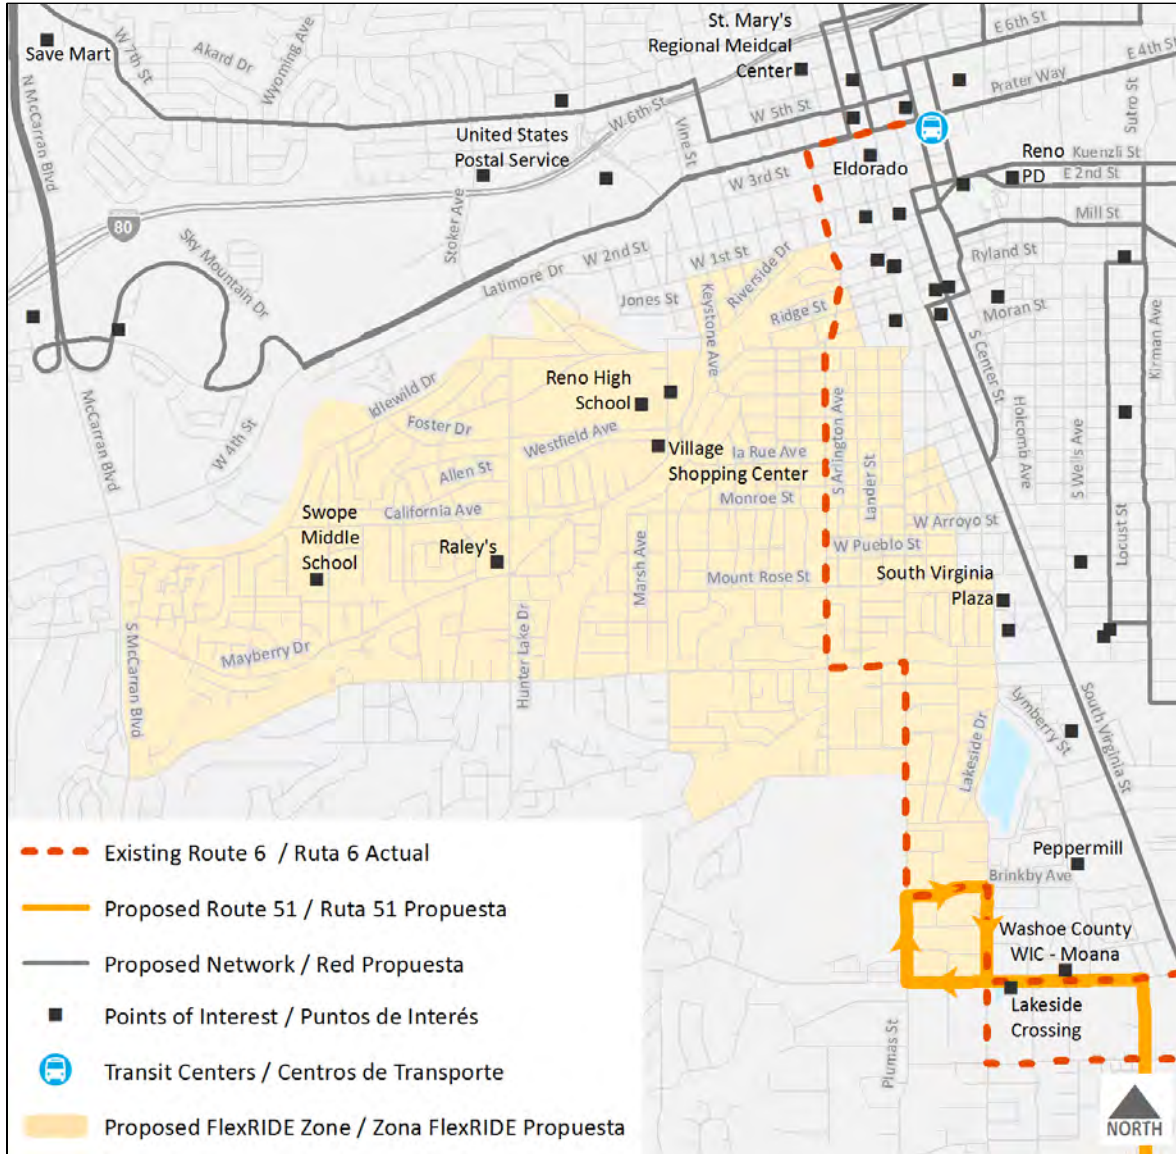 St. Mary's
Regional Meidcal
Center
Save Mart
W 7th St
Akard Dr
Wyoming Ave
N McCarran Blvd
E 6th St
E 4th St
Prater Way
Sutro St
W 5th St
W 6th St
Vine St
United States
Postal Service
Stoker Ave
80
Eldorado
Reno
PD
Kuenzli St
E 2nd St
Mill St
W 3rd St
Sky Mountain Dr
W 2nd St
W 1st St
Riverside Dr
Ryland St
Latimore Dr
Jones St
Keystone Ave
Ridge St
Moran St
S Center St
Kirman Ave
McCarran Blvd
W 4th St
Idlewild Dr
Reno High
School
Foster Dr
Westfield Ave
Allen St
Village
Shopping Center
la Rue Ave
S Arlington Ave
Lander St
Holcomb Ave
S Wells Ave
Locust St
Monroe St
California Ave
Swope
Middle
School
Raley's
Marsh Ave
W Arroyo St
W Pueblo St
Mount Rose St
South Virginia
Plaza
S McCarran Blvd
Mayberry Dr
Hunter Lake Dr
Lakeside Dr
Lymberry St
South Virginia St
Peppermill
Brinkby Ave
Washoe County
WIC - Moana
Lakeside
Crossing
Plumas St
Existing Route 6 / Ruta 6 Actual
Proposed Route 51 / Ruta 51 Propuesta
Proposed Network / Red Propuesta
Points of Interest / Puntos de Interés
Transit Centers / Centros de Transporte
Proposed FlexRIDE Zone / Zona FlexRIDE Propuesta
NORTH